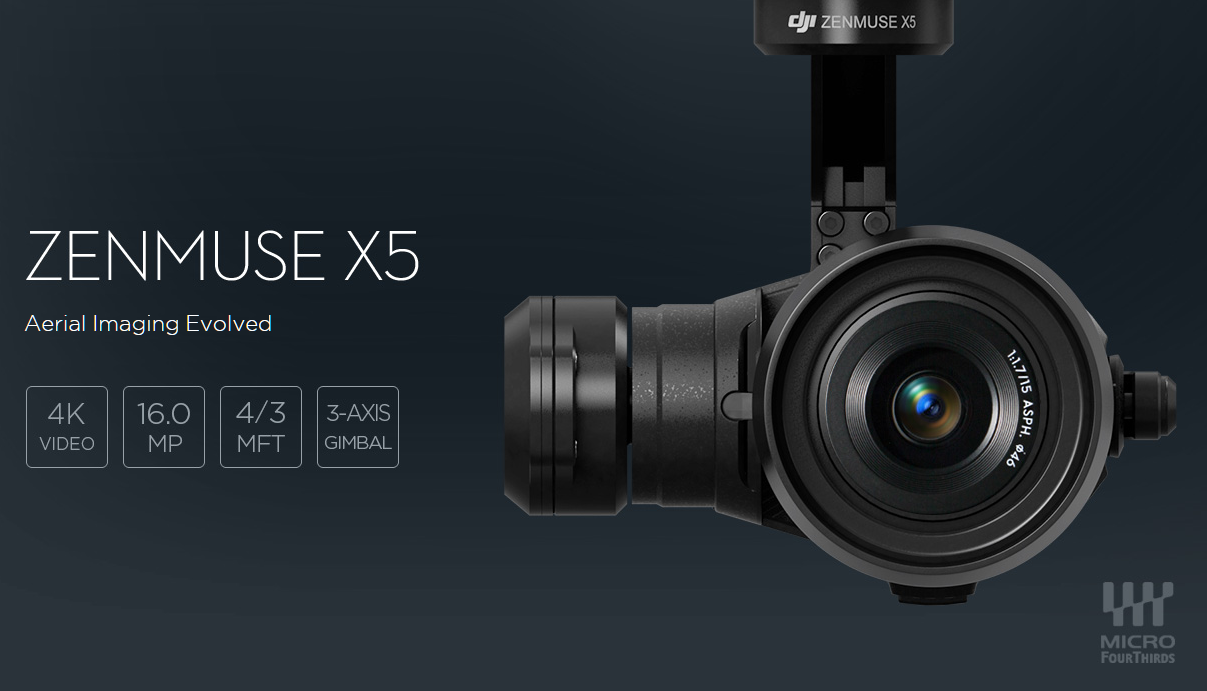 dji ZENMUSE X5
ZENMUSE X5
Aerial Imaging Evolved
4K
VIDEO
16.0
MP
4/3
MFT
3-AXIS
GIMBAL
1:1.7/15 ASPH. φ46
MICRO
FOURTHIRDS